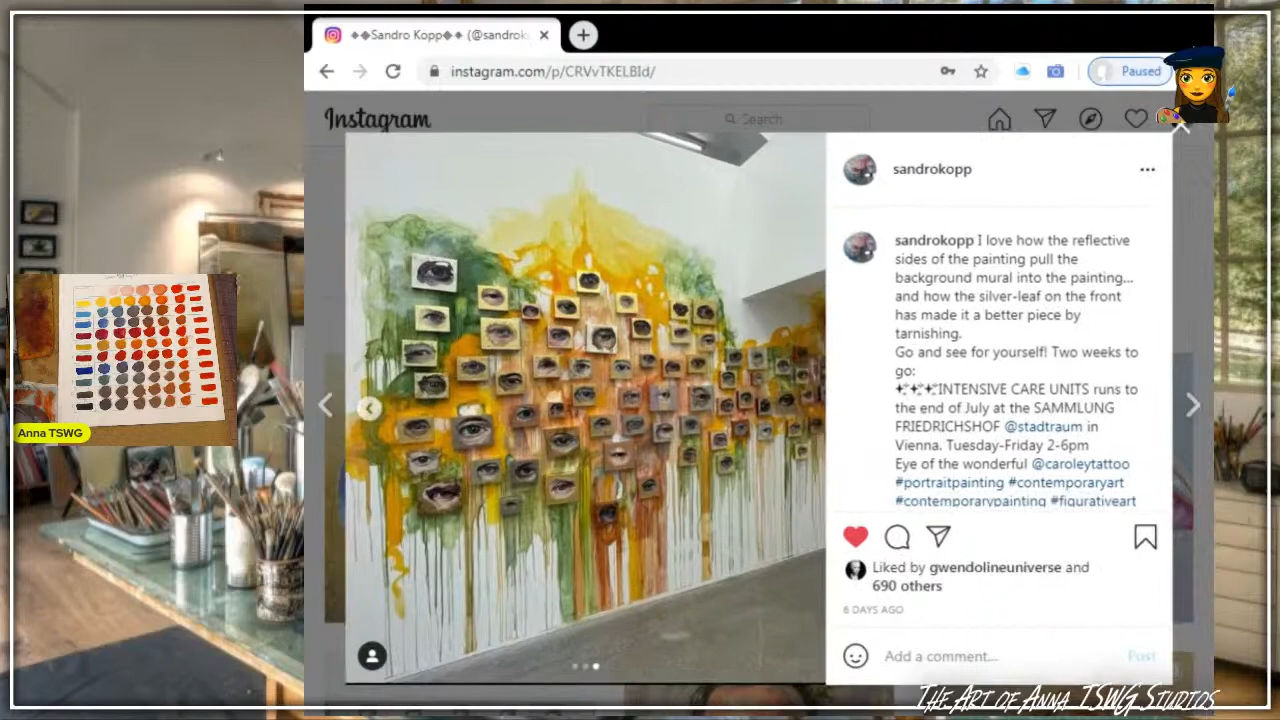 ◆◆Sandro Kopp◆◆ (@sandrok
instagram.com/p/CRVvTKELBId/
Paused
Instagram
Search
sandrokopp
sandrokopp I love how the reflective
sides of the painting pull the
background mural into the painting...
and how the silver-leaf on the front
has made it a better piece by
tarnishing.
Go and see for yourself! Two weeks to
go:
✨✨✨INTENSIVE CARE UNITS runs to
the end of July at the SAMMLUNG
FRIEDRICHSHOF @stadtraum in
Vienna. Tuesday-Friday 2-6pm
Eye of the wonderful @caroleytattoo
#portraitpainting #contemporaryart
#contemporarypainting #figurativeart
Liked by gwendolineuniverse and
690 others
6 DAYS AGO
Add a comment...
Post
Anna TSWG
The Art of Anna TSWG Studios